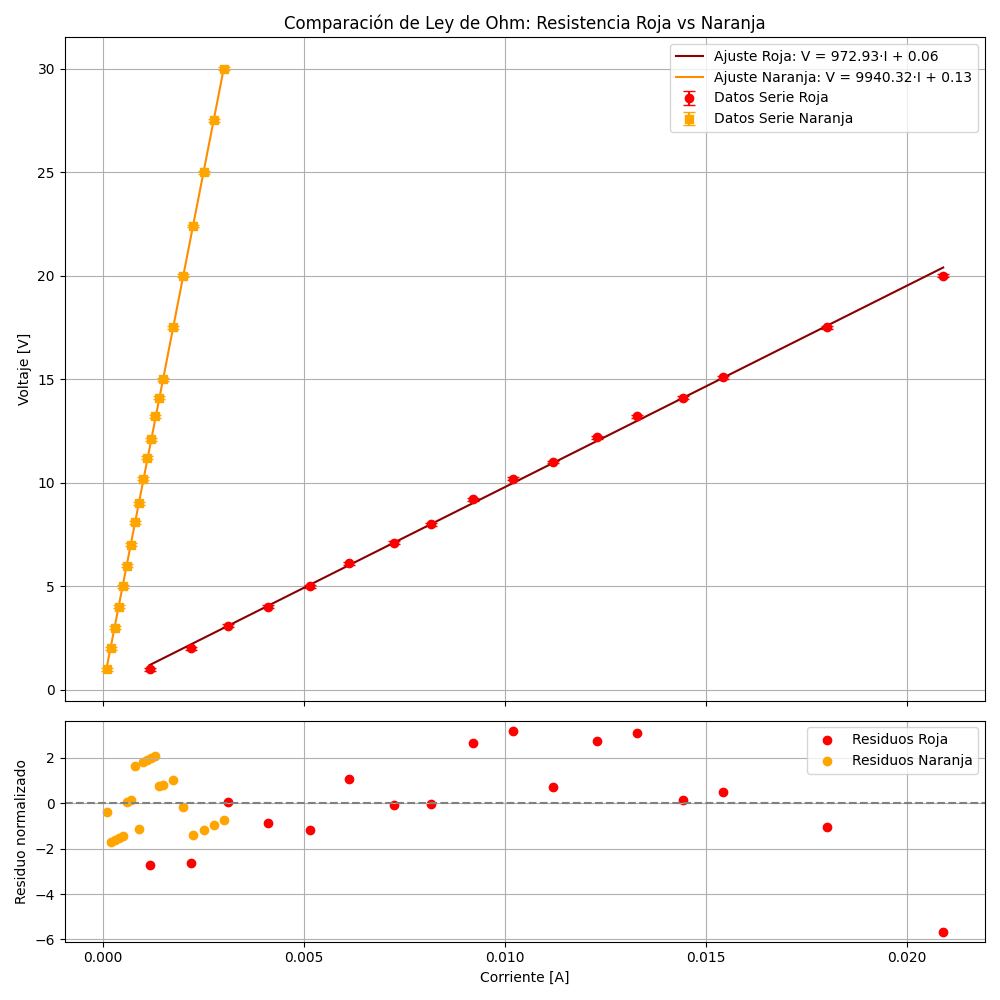 Comparación de Ley de Ohm: Resistencia Roja vs Naranja
Ajuste Roja: V = 972.93·I + 0.06
Ajuste Naranja: V = 9940.32·I + 0.13
Datos Serie Roja
Datos Serie Naranja
Voltaje [V]
30
25
20
15
10
5
0
Residuos Roja
Residuos Naranja
Residuo normalizado
2
0
−2
−4
−6
0.000
0.005
0.010
0.015
0.020
Corriente [A]